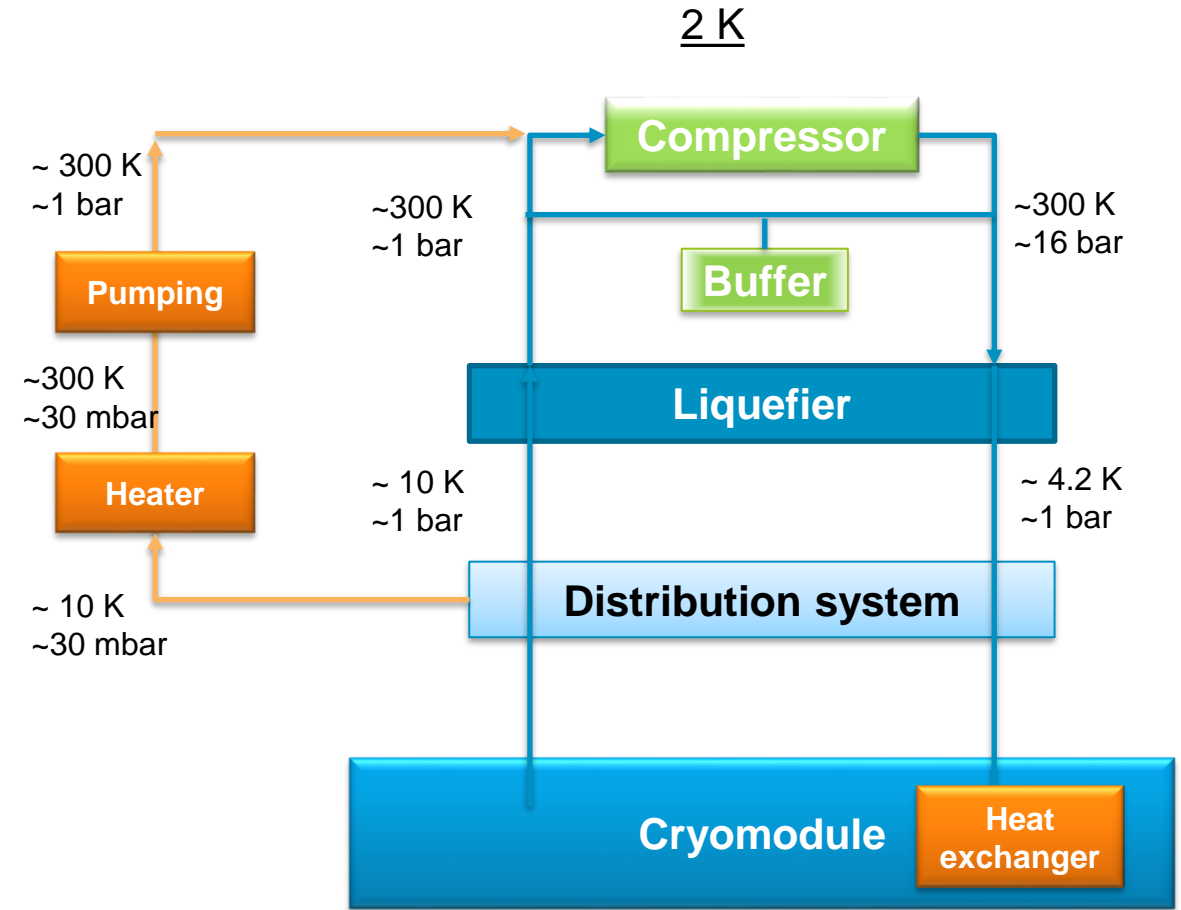 2 K
Compressor
~ 300 K
~1 bar
~300 K
~1 bar
~300 K
~16 bar
Buffer
Pumping
~300 K
~30 mbar
Liquefier
Heater
~ 10 K
~1 bar
~ 4.2 K
~1 bar
Distribution system
~ 10 K
~30 mbar
Cryomodule
Heat
exchanger